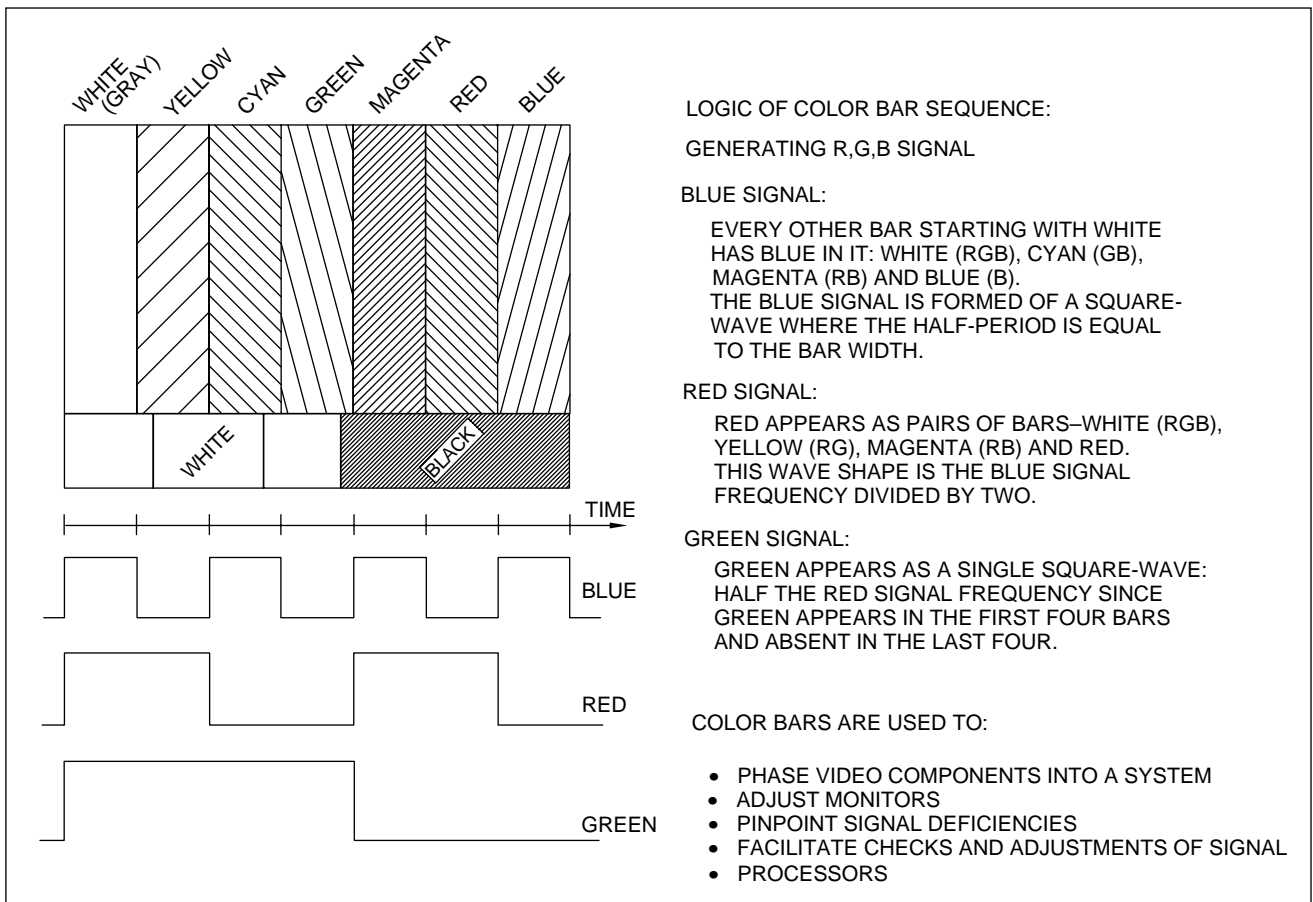 WHITE
(GRAY)
YELLOW
CYAN
GREEN
MAGENTA
RED
BLUE
WHITE
BLACK
TIME
BLUE
RED
GREEN
LOGIC OF COLOR BAR SEQUENCE:
GENERATING R,G,B SIGNAL
BLUE SIGNAL:
EVERY OTHER BAR STARTING WITH WHITE
HAS BLUE IN IT: WHITE (RGB), CYAN (GB),
MAGENTA (RB) AND BLUE (B).
THE BLUE SIGNAL IS FORMED OF A SQUARE-
WAVE WHERE THE HALF-PERIOD IS EQUAL
TO THE BAR WIDTH.
RED SIGNAL:
RED APPEARS AS PAIRS OF BARS–WHITE (RGB),
YELLOW (RG), MAGENTA (RB) AND RED.
THIS WAVE SHAPE IS THE BLUE SIGNAL
FREQUENCY DIVIDED BY TWO.
GREEN SIGNAL:
GREEN APPEARS AS A SINGLE SQUARE-WAVE:
HALF THE RED SIGNAL FREQUENCY SINCE
GREEN APPEARS IN THE FIRST FOUR BARS
AND ABSENT IN THE LAST FOUR.
COLOR BARS ARE USED TO:
• PHASE VIDEO COMPONENTS INTO A SYSTEM
• ADJUST MONITORS
• PINPOINT SIGNAL DEFICIENCIES
• FACILITATE CHECKS AND ADJUSTMENTS OF SIGNAL
• PROCESSORS